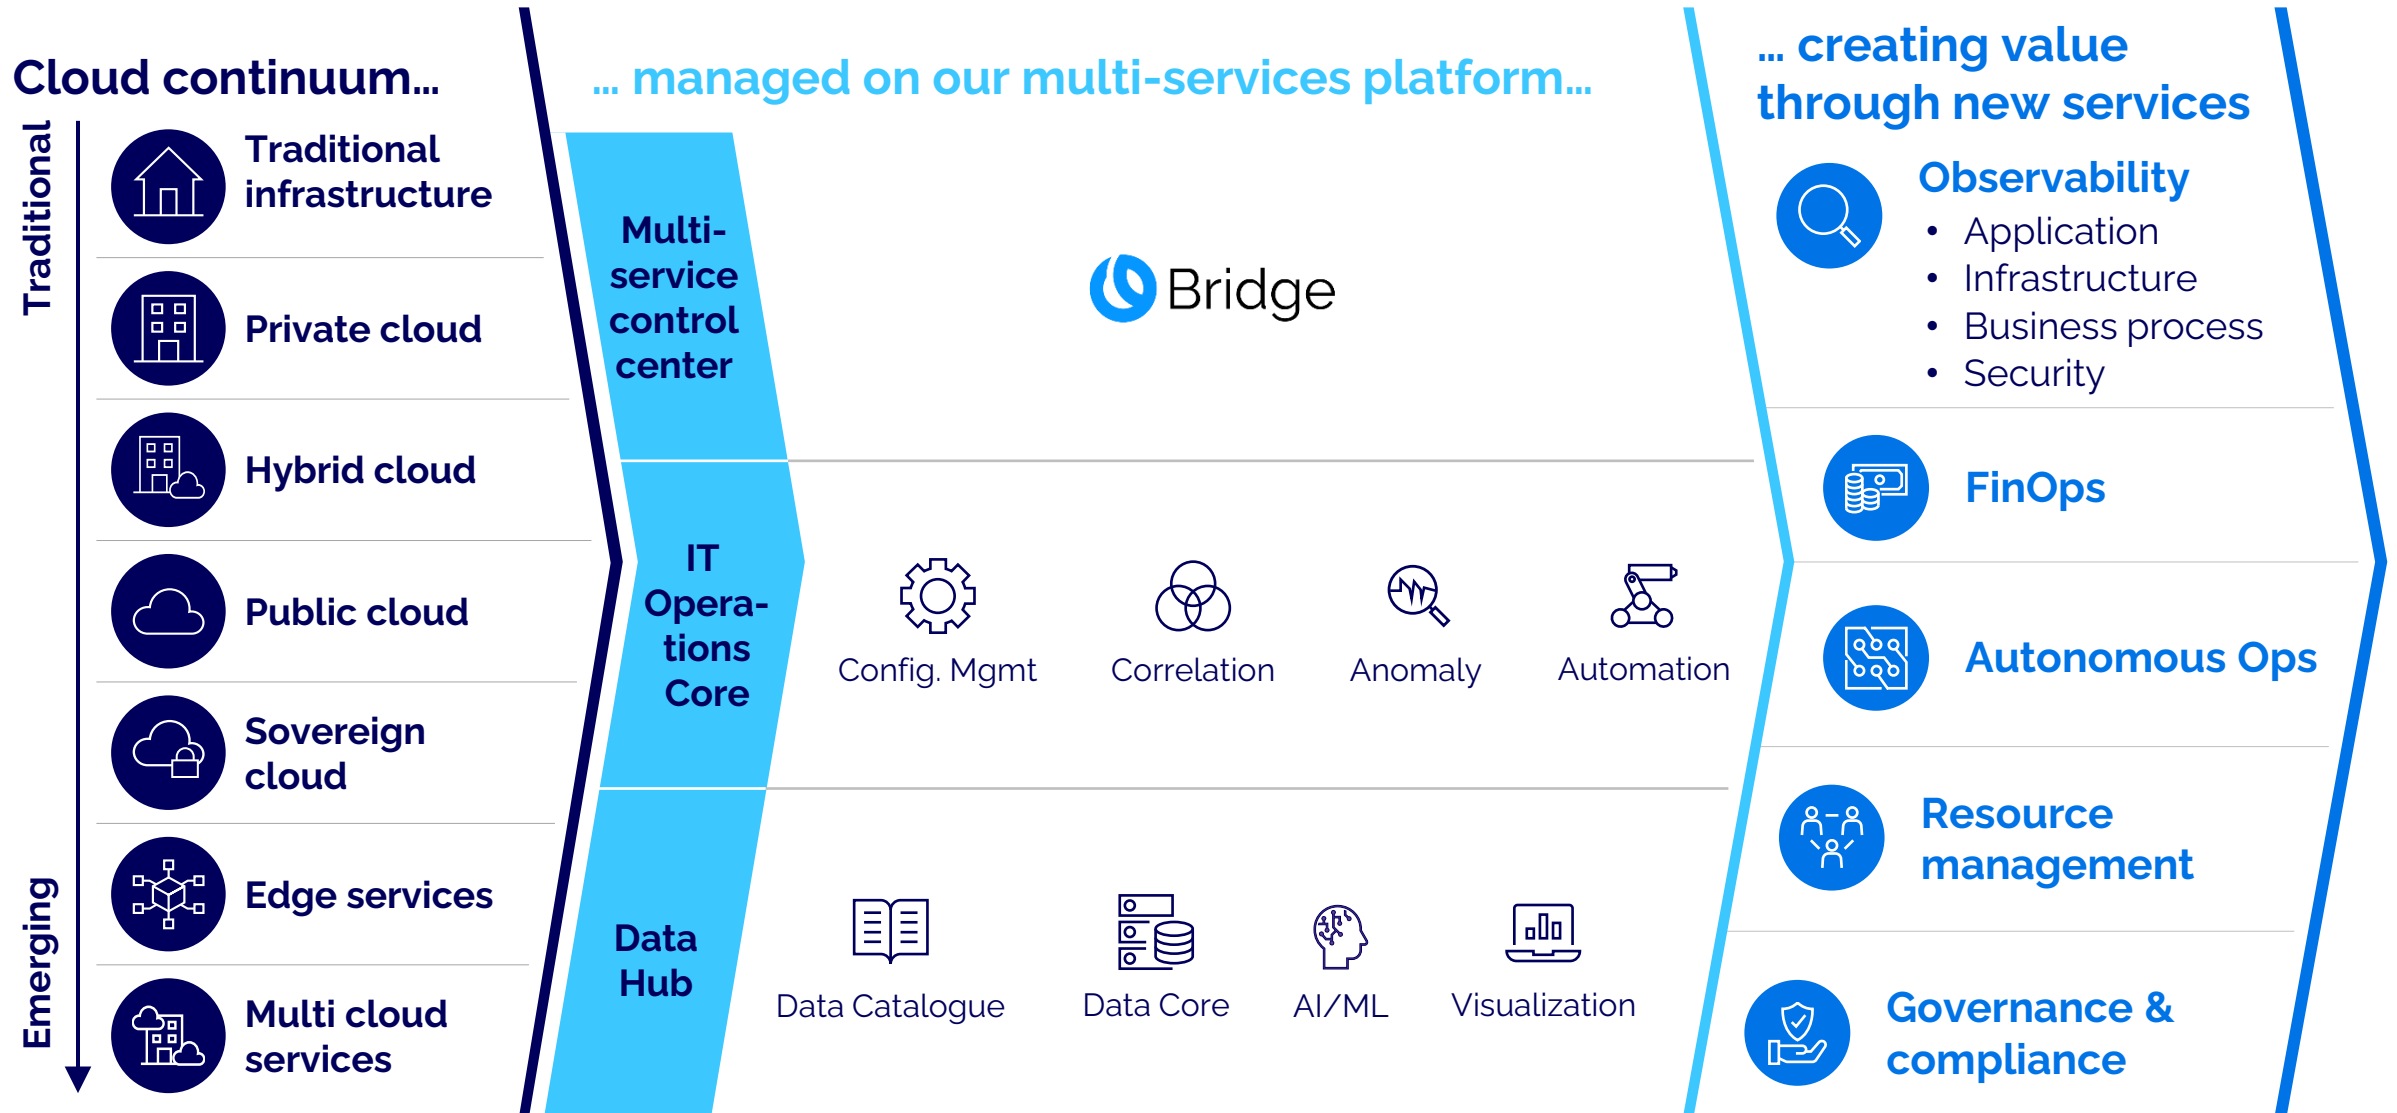 Cloud continuum...
Traditional
Emerging
Traditional
infrastructure
Private cloud
Hybrid cloud
Public cloud
Sovereign
cloud
Edge services
Multi cloud
services
... managed on our multi-services platform...
Multi-
service
control
center
Bridge
IT
Opera-
tions
Core
Config. Mgmt
Correlation
Anomaly
Automation
Data
Hub
Data Catalogue
Data Core
AI/ML
Visualization
... creating value
through new services
Observability
• Application
• Infrastructure
• Business process
• Security
FinOps
Autonomous Ops
Resource
management
Governance &
compliance